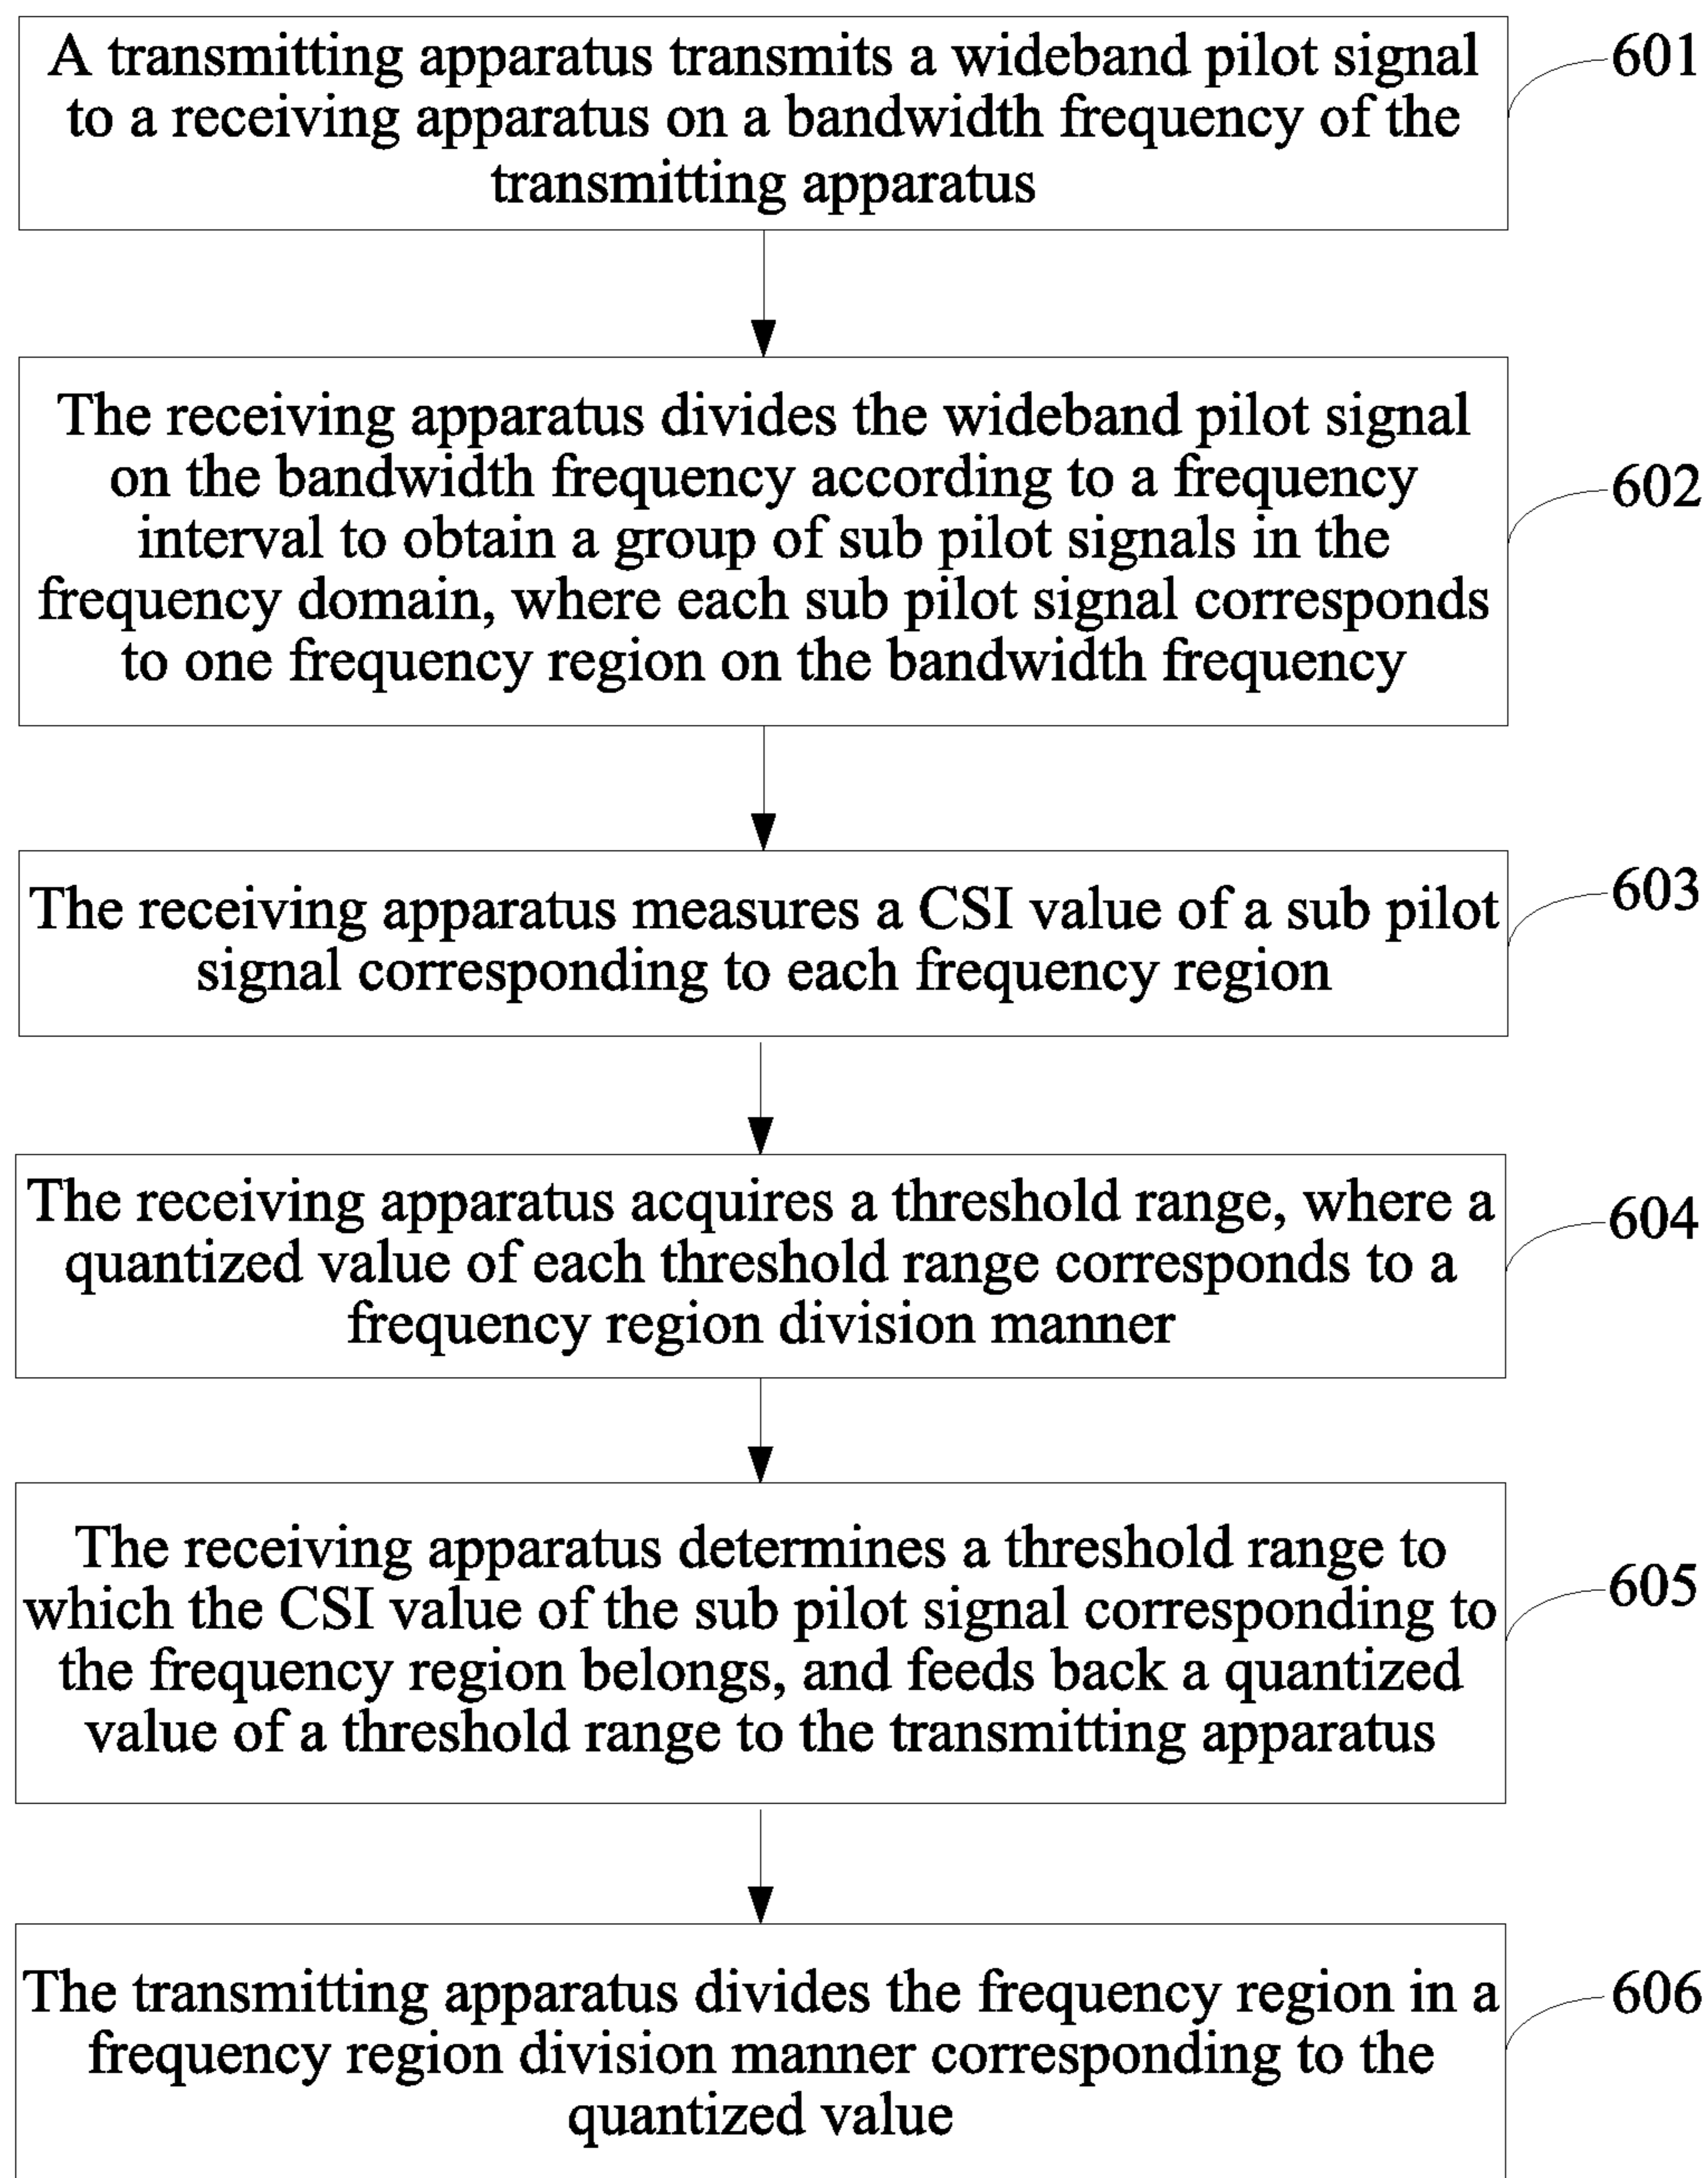 A transmitting apparatus transmits a wideband pilot signal
to a receiving apparatus on a bandwidth frequency of the
transmitting apparatus
601
The receiving apparatus divides the wideband pilot signal
on the bandwidth frequency according to a frequency
interval to obtain a group of sub pilot signals in the
frequency domain, where each sub pilot signal corresponds
to one frequency region on the bandwidth frequency
602
The receiving apparatus measures a CSI value of a sub pilot
signal corresponding to each frequency region
603
The receiving apparatus acquires a threshold range, where a
quantized value of each threshold range corresponds to a
frequency region division manner
604
The receiving apparatus determines a threshold range to
which the CSI value of the sub pilot signal corresponding to
the frequency region belongs, and feeds back a quantized
value of a threshold range to the transmitting apparatus
605
The transmitting apparatus divides the frequency region in a
frequency region division manner corresponding to the
quantized value
606